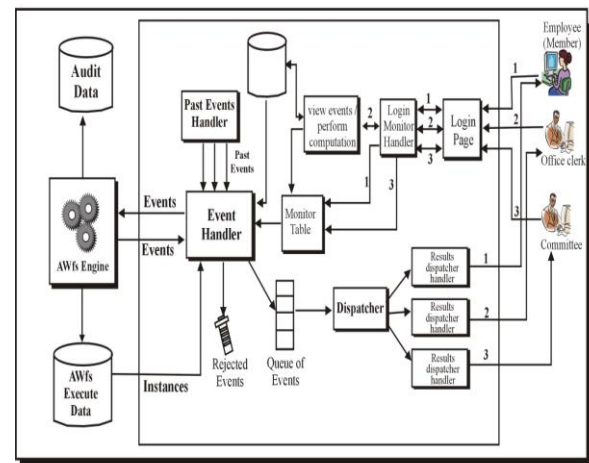 Employee
(Member)
Audit
Data
Past Events
Handler
view events /
perform
computation
2
Login
Monitor
Handler
1
2
3
Login
Page
1
2
Office clerk
3
Committee
Past
Events
1
3
Events
Events
Event
Handler
Monitor
Table
AWfs Engine
Results
dispatcher
handler
1
Dispatcher
Results
dispatcher
handler
2
Results
dispatcher
handler
3
AWfs
Execute
Data
Instances
Rejected
Events
Queue of
Events